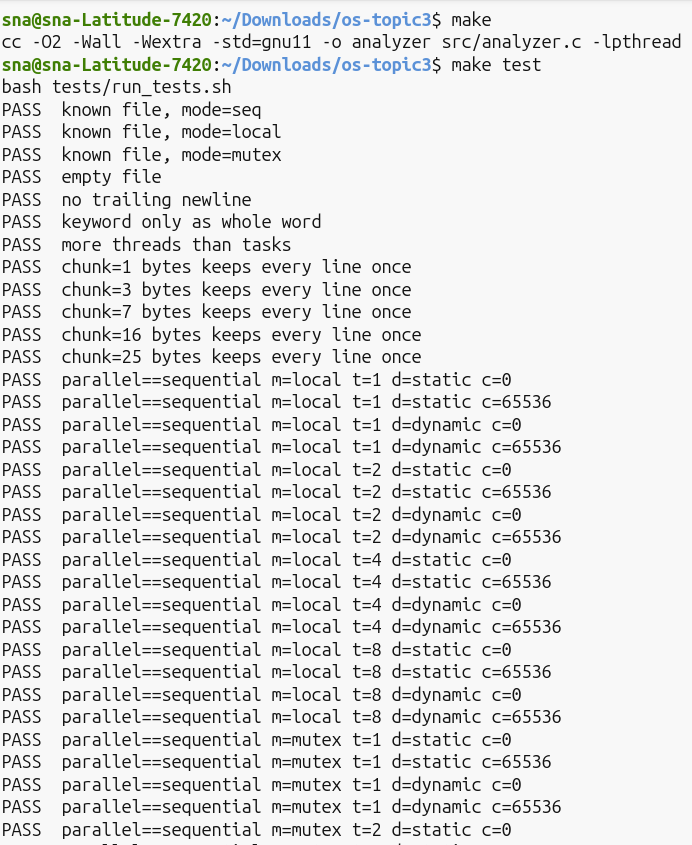 sna@sna-Latitude-7420:~/Downloads/os-topic3$ make
cc -O2 -Wall -Wextra -std=gnu11 -o analyzer src/analyzer.c -lpthread
sna@sna-Latitude-7420:~/Downloads/os-topic3$ make test
bash tests/run_tests.sh
PASS  known file, mode=seq
PASS  known file, mode=local
PASS  known file, mode=mutex
PASS  empty file
PASS  no trailing newline
PASS  keyword only as whole word
PASS  more threads than tasks
PASS  chunk=1 bytes keeps every line once
PASS  chunk=3 bytes keeps every line once
PASS  chunk=7 bytes keeps every line once
PASS  chunk=16 bytes keeps every line once
PASS  chunk=25 bytes keeps every line once
PASS  parallel==sequential m=local t=1 d=static c=0
PASS  parallel==sequential m=local t=1 d=static c=65536
PASS  parallel==sequential m=local t=1 d=dynamic c=0
PASS  parallel==sequential m=local t=1 d=dynamic c=65536
PASS  parallel==sequential m=local t=2 d=static c=0
PASS  parallel==sequential m=local t=2 d=static c=65536
PASS  parallel==sequential m=local t=2 d=dynamic c=0
PASS  parallel==sequential m=local t=2 d=dynamic c=65536
PASS  parallel==sequential m=local t=4 d=static c=0
PASS  parallel==sequential m=local t=4 d=static c=65536
PASS  parallel==sequential m=local t=4 d=dynamic c=0
PASS  parallel==sequential m=local t=4 d=dynamic c=65536
PASS  parallel==sequential m=local t=8 d=static c=0
PASS  parallel==sequential m=local t=8 d=static c=65536
PASS  parallel==sequential m=local t=8 d=dynamic c=0
PASS  parallel==sequential m=local t=8 d=dynamic c=65536
PASS  parallel==sequential m=mutex t=1 d=static c=0
PASS  parallel==sequential m=mutex t=1 d=static c=65536
PASS  parallel==sequential m=mutex t=1 d=dynamic c=0
PASS  parallel==sequential m=mutex t=1 d=dynamic c=65536
PASS  parallel==sequential m=mutex t=2 d=static c=0